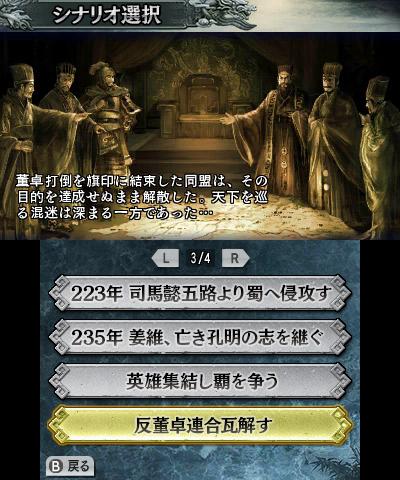 シナリオ選択
董卓打倒を旗印に結束した同盟は、その
目的を達成せぬまま解散した。天下を巡
る混迷は深まる一方であった…
L 3/4 R
223年 司馬懿五路より蜀へ侵攻す
235年 姜維、亡き孔明の志を継ぐ
英雄集結し覇を争う
反董卓連合瓦解す
B 戻る